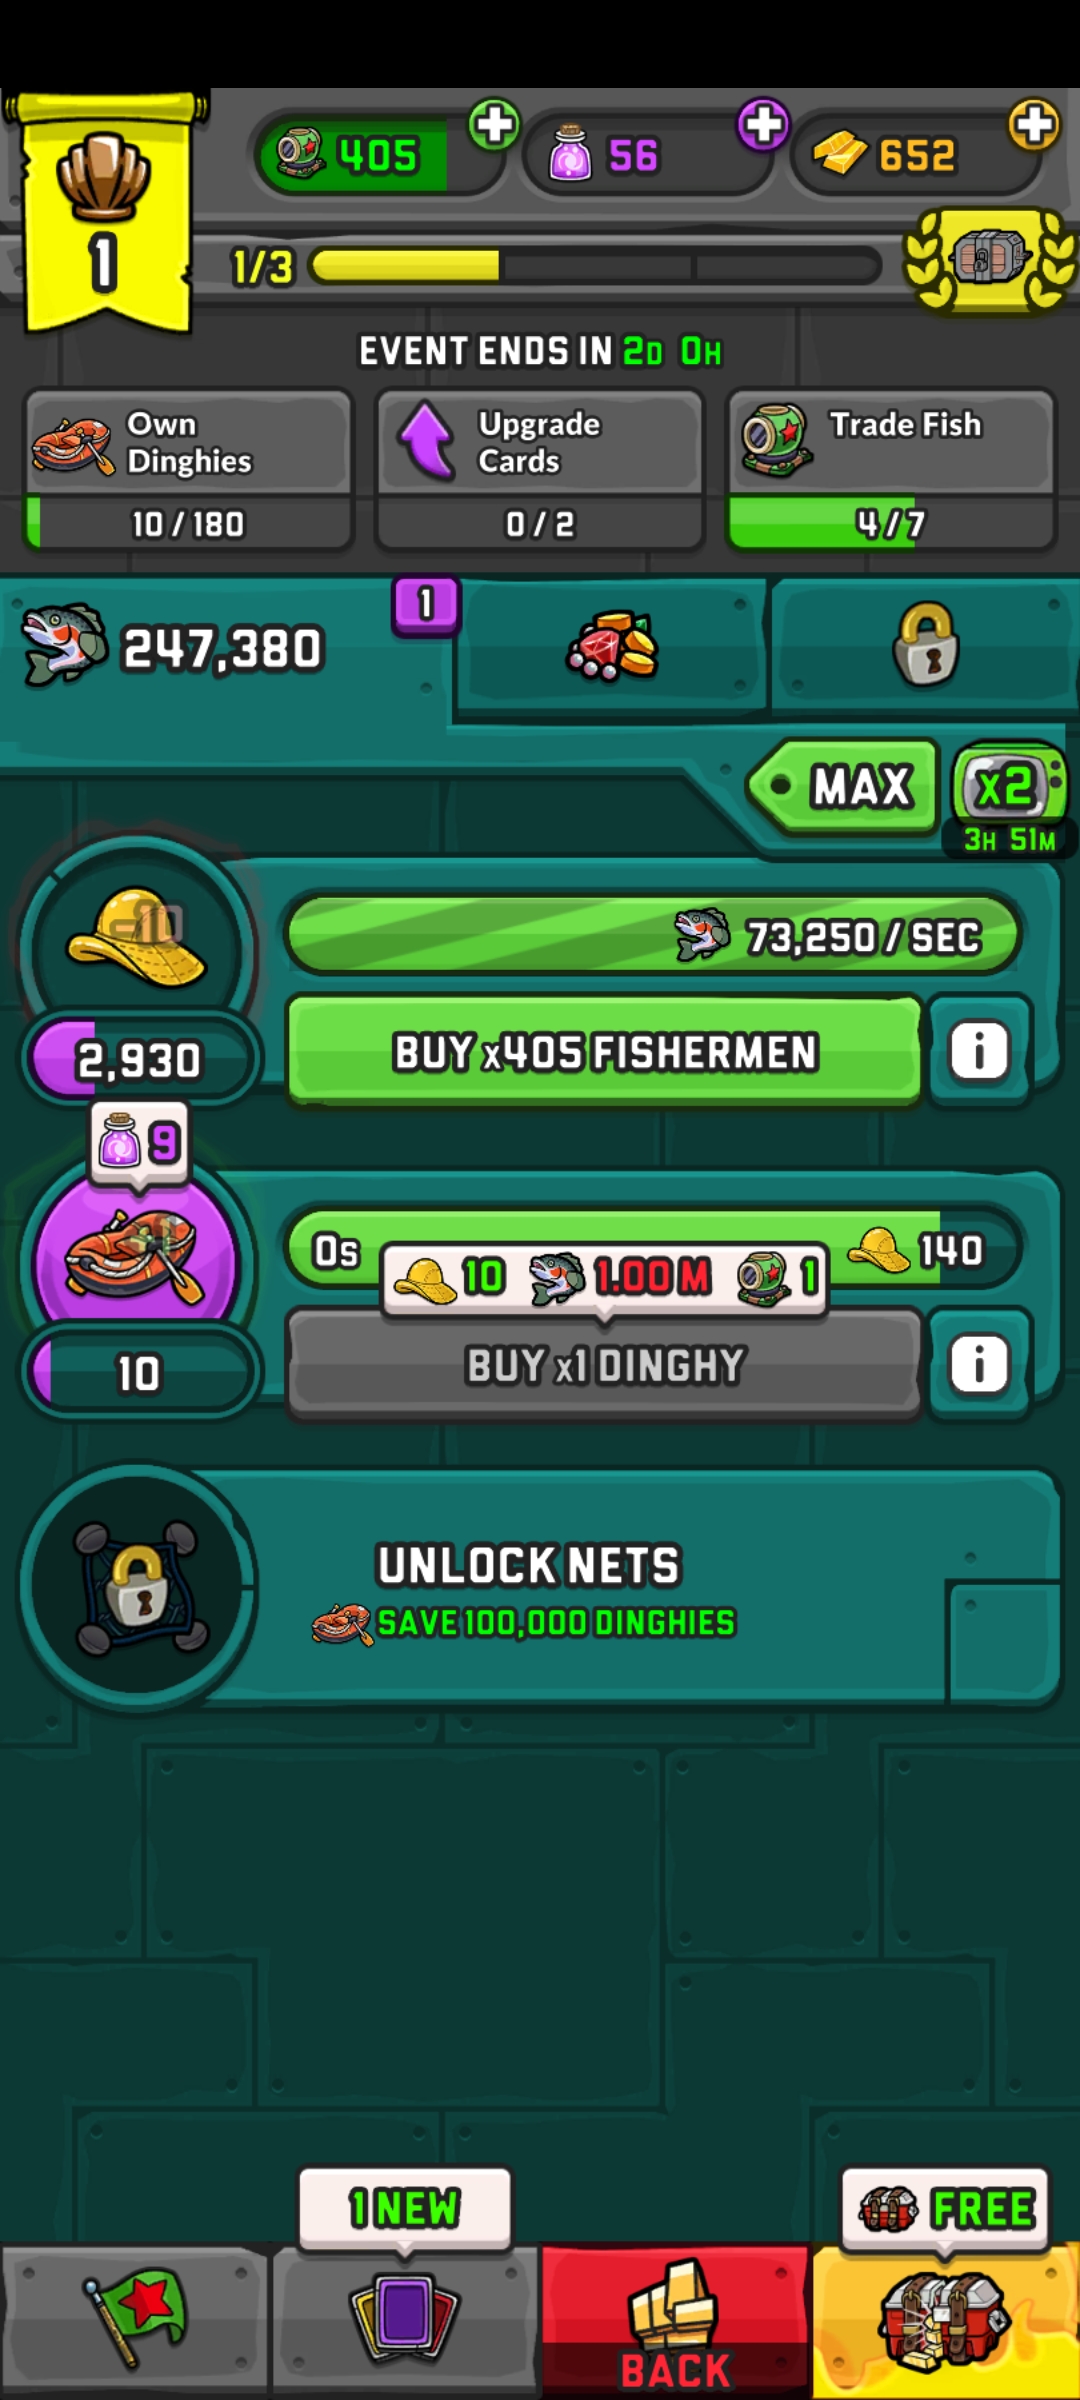 405
56
652
1
1/3
EVENT ENDS IN 2D 0H
Own
Dinghies
10 / 180
Upgrade
Cards
0 / 2
Trade Fish
4 / 7
247,380
1
MAX
x2
3H 51M
-10
73,250 / SEC
2,930
BUY x405 FISHERMEN
i
9
0s
140
10
1.00 M
1
10
BUY x1 DINGHY
i
UNLOCK NETS
SAVE 100,000 DINGHIES
1 NEW
FREE
BACK